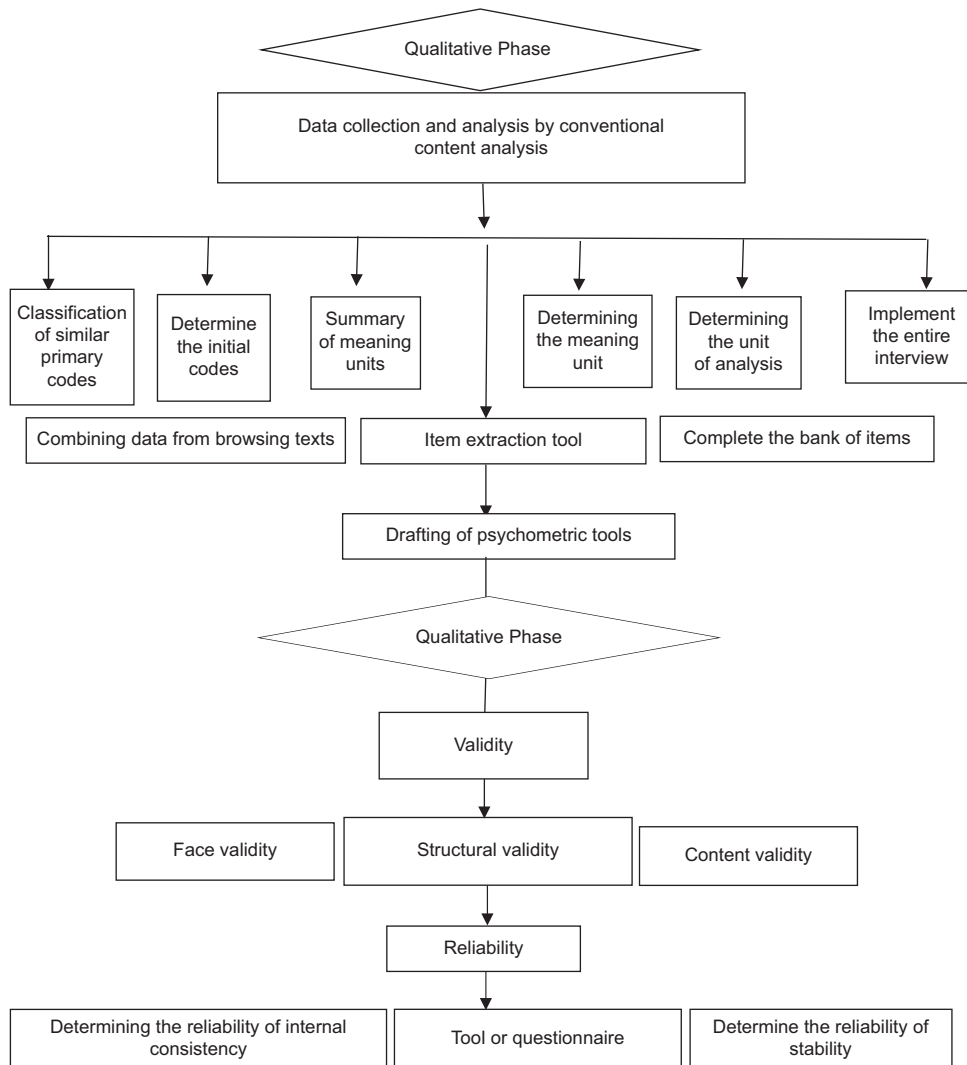 Qualitative Phase
Data collection and analysis by conventional
content analysis
Classification
of similar
primary
codes
Determine
the initial
codes
Summary
of meaning
units
Determining
the meaning
unit
Determining
the unit
of analysis
Implement
the entire
interview
Combining data from browsing texts
Item extraction tool
Complete the bank of items
Drafting of psychometric tools
Qualitative Phase
Validity
Face validity
Structural validity
Content validity
Reliability
Determining the reliability of internal
consistency
Tool or questionnaire
Determine the reliability of
stability